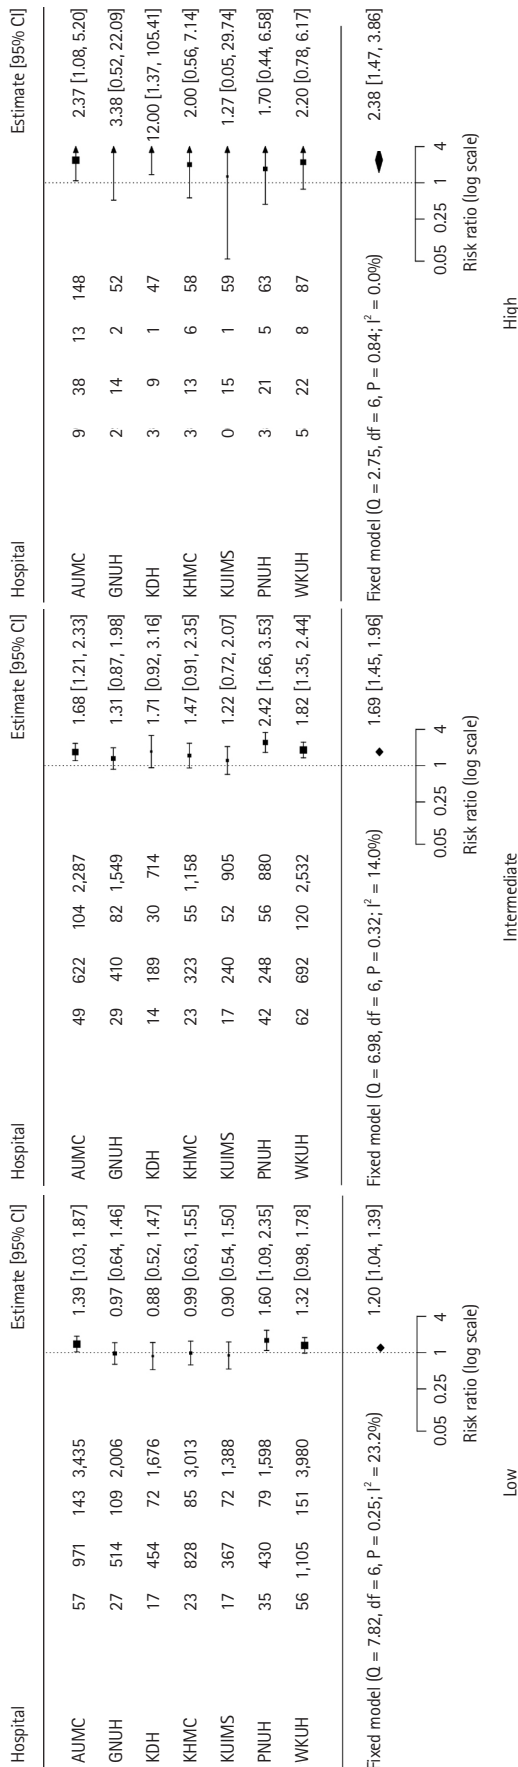 Hospital Estimate [95% CI]
AUMC 57 971 143 3,435 1.39 [1.03, 1.87]
GNUH 27 514 109 2,006 0.97 [0.64, 1.46]
KDH 17 454 72 1,676 0.88 [0.52, 1.47]
KHMC 23 828 85 3,013 0.99 [0.63, 1.55]
KUIMS 17 367 72 1,388 0.90 [0.54, 1.50]
PNUH 35 430 79 1,598 1.60 [1.09, 2.35]
WKUH 56 1,105 151 3,980 1.32 [0.98, 1.78]
Fixed model (Q = 7.82, df = 6, P = 0.25; I² = 23.2%) 1.20 [1.04, 1.39]
0.05 0.25 1 4
Risk ratio (log scale)
Low
Hospital Estimate [95% CI]
AUMC 49 622 104 2,287 1.68 [1.21, 2.33]
GNUH 29 410 82 1,549 1.31 [0.87, 1.98]
KDH 14 189 30 714 1.71 [0.92, 3.16]
KHMC 23 323 55 1,158 1.47 [0.91, 2.35]
KUIMS 17 240 52 905 1.22 [0.72, 2.07]
PNUH 42 248 56 880 2.42 [1.66, 3.53]
WKUH 62 692 120 2,532 1.82 [1.35, 2.44]
Fixed model (Q = 6.98, df = 6, P = 0.32; I² = 14.0%) 1.69 [1.45, 1.96]
0.05 0.25 1 4
Risk ratio (log scale)
Intermediate
Hospital Estimate [95% CI]
AUMC 9 38 13 148 2.37 [1.08, 5.20]
GNUH 2 14 2 52 3.38 [0.52, 22.09]
KDH 3 9 1 47 12.00 [1.37, 105.41]
KHMC 3 13 6 58 2.00 [0.56, 7.14]
KUIMS 0 15 1 59 1.27 [0.05, 29.74]
PNUH 3 21 5 63 1.70 [0.44, 6.58]
WKUH 5 22 8 87 2.20 [0.78, 6.17]
Fixed model (Q = 2.75, df = 6, P = 0.84; I² = 0.0%) 2.38 [1.47, 3.86]
0.05 0.25 1 4
Risk ratio (log scale)
High